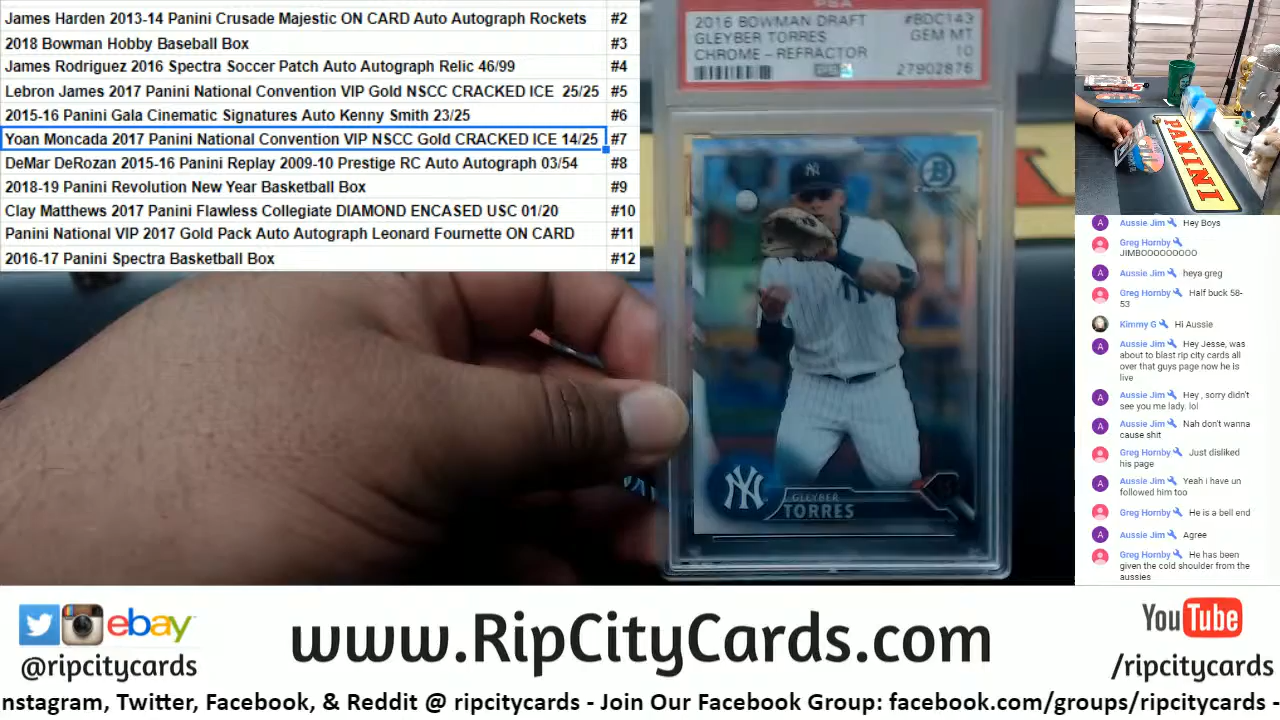 James Harden 2013-14 Panini Crusade Majestic ON CARD Auto Autograph Rockets #2
2018 Bowman Hobby Baseball Box #3
James Rodriguez 2016 Spectra Soccer Patch Auto Autograph Relic 46/99 #4
Lebron James 2017 Panini National Convention VIP Gold NSCC CRACKED ICE 25/25 #5
2015-16 Panini Gala Cinematic Signatures Auto Kenny Smith 23/25 #6
Yoan Moncada 2017 Panini National Convention VIP NSCC Gold CRACKED ICE 14/25 #7
DeMar DeRozan 2015-16 Panini Replay 2009-10 Prestige RC Auto Autograph 03/54 #8
2018-19 Panini Revolution New Year Basketball Box #9
Clay Matthews 2017 Panini Flawless Collegiate DIAMOND ENCASED USC 01/20 #10
Panini National VIP 2017 Gold Pack Auto Autograph Leonard Fournette ON CARD #11
2016-17 Panini Spectra Basketball Box #12
PSA
2016 BOWMAN DRAFT #BDC143
GLEYBER TORRES GEM MT
CHROME - REFRACTOR 10
27902876
NY
GLEYBER
TORRES
PANINI
Aussie Jim Hey Boys
Greg Hornby
JIMBOOOOOOOOO
Aussie Jim heya greg
Greg Hornby Half buck 58-
53
Kimmy G Hi Aussie
Aussie Jim Hey Jesse, was
about to blast rip city cards all
over that guys page now he is
live
Aussie Jim Hey , sorry didn't
see you me lady. lol
Aussie Jim Nah don't wanna
cause shit
Greg Hornby Just disliked
his page
Aussie Jim Yeah i have un
followed him too
Greg Hornby He is a bell end
Aussie Jim Agree
Greg Hornby He has been
given the cold shoulder from the
aussies
ebay
@ripcitycards
www.RipCityCards.com
YouTube
/ripcitycards
nstagram, Twitter, Facebook, & Reddit @ ripcitycards - Join Our Facebook Group: facebook.com/groups/ripcitycards -